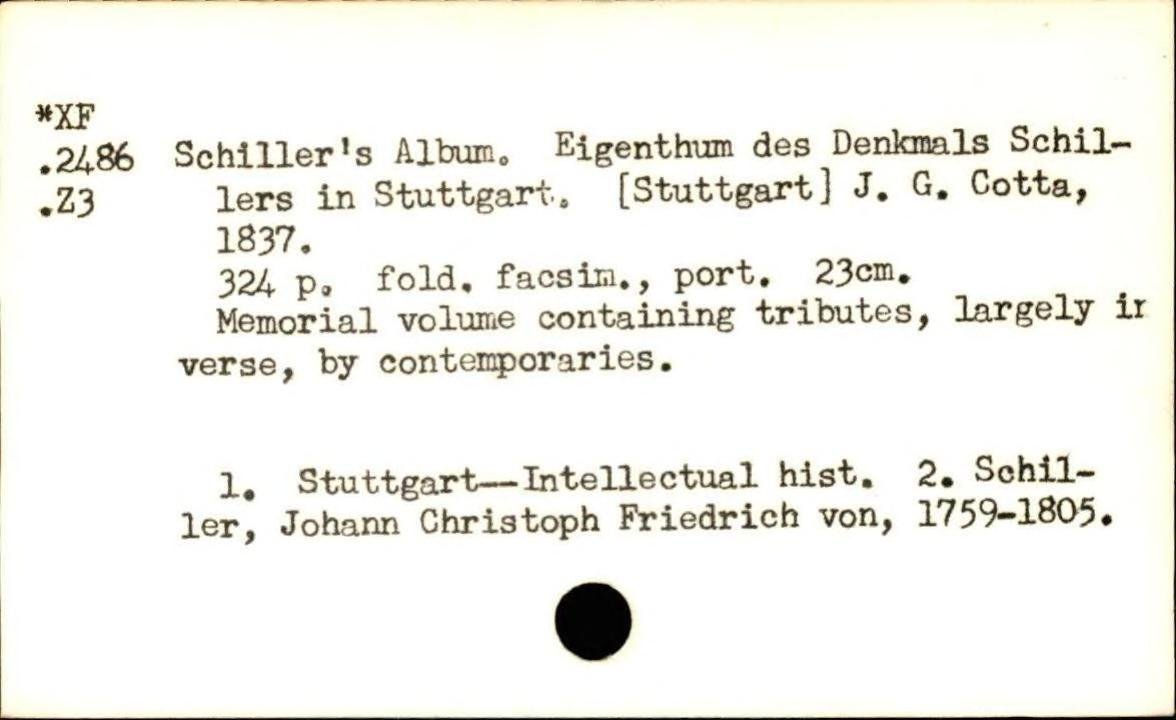 *XF
.2486 Schiller's Album. Eigenthum des Denkmals Schil-
.Z3 lers in Stuttgart. [Stuttgart] J. G. Cotta,
1837.
324 p. fold. facsim., port. 23cm.
Memorial volume containing tributes, largely in
verse, by contemporaries.
1. Stuttgart—Intellectual hist. 2. Schil-
ler, Johann Christoph Friedrich von, 1759-1805.